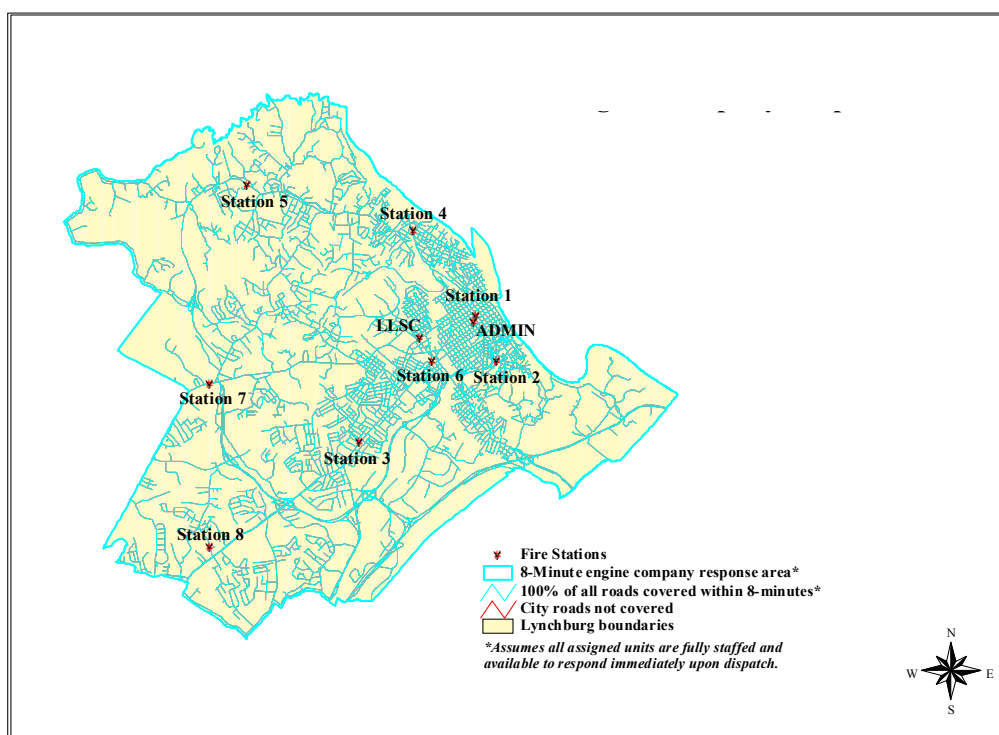 Station 5
Station 4
Station 1
LLSC
ADMIN
Station 6
Station 2
Station 7
Station 3
Station 8
Fire Stations
8-Minute engine company response area*
100% of all roads covered within 8-minutes*
City roads not covered
Lynchburg boundaries
*Assumes all assigned units are fully staffed and
available to respond immediately upon dispatch.
N
W
E
S